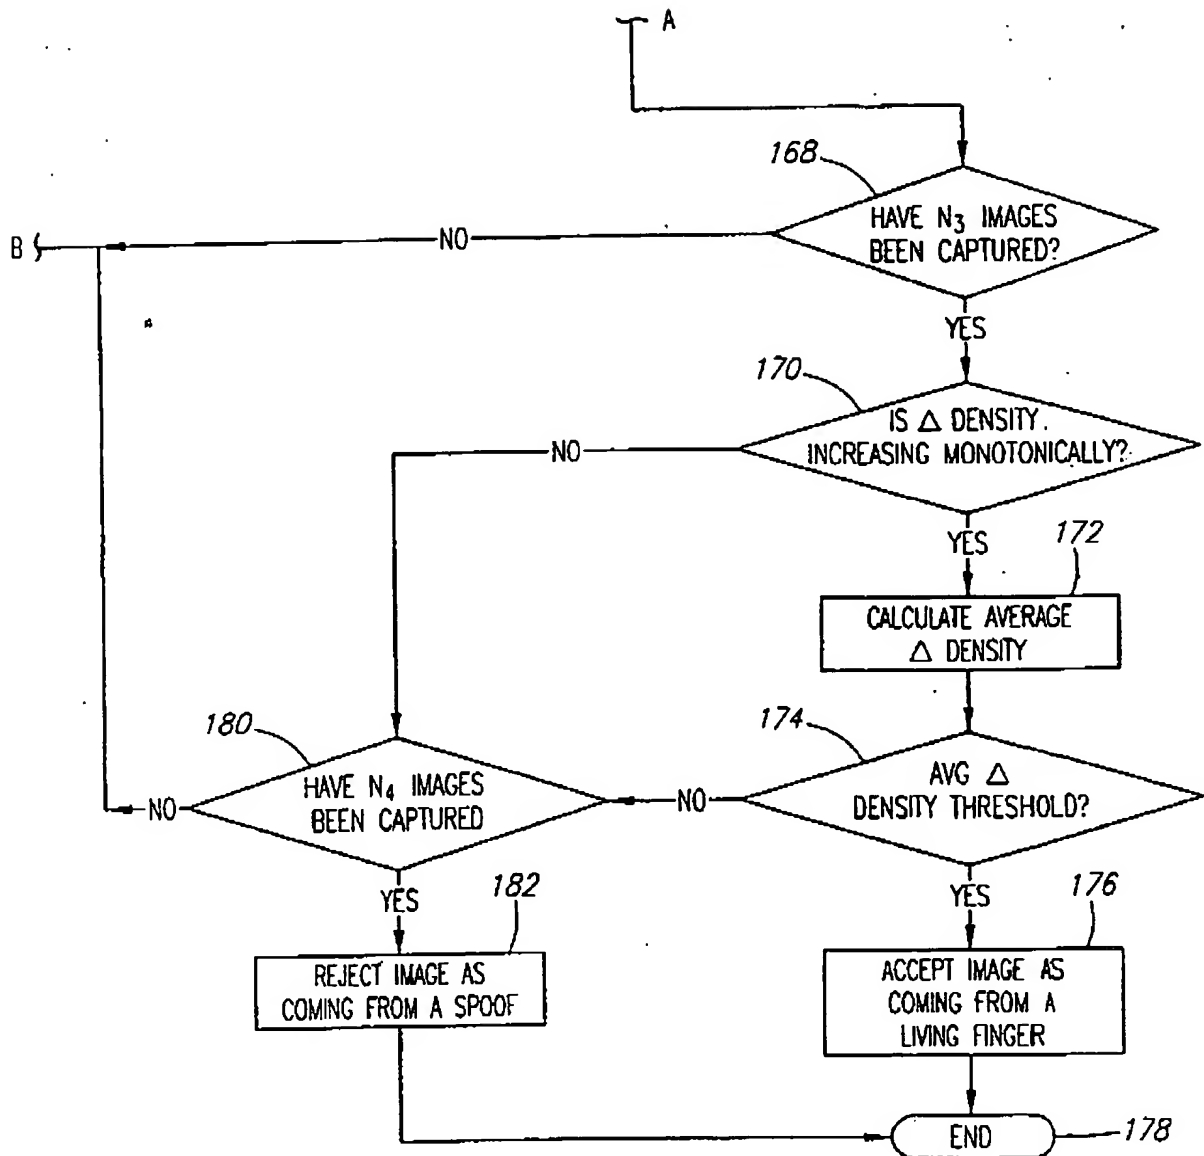 A
168
HAVE N3 IMAGES
BEEN CAPTURED?
B
NO
YES
170
IS △ DENSITY.
INCREASING MONOTONICALLY?
NO
YES
172
CALCULATE AVERAGE
△ DENSITY
180
HAVE N4 IMAGES
BEEN CAPTURED
174
AVG △
DENSITY THRESHOLD?
NO
NO
YES
182
REJECT IMAGE AS
COMING FROM A SPOOF
YES
176
ACCEPT IMAGE AS
COMING FROM A
LIVING FINGER
END
178